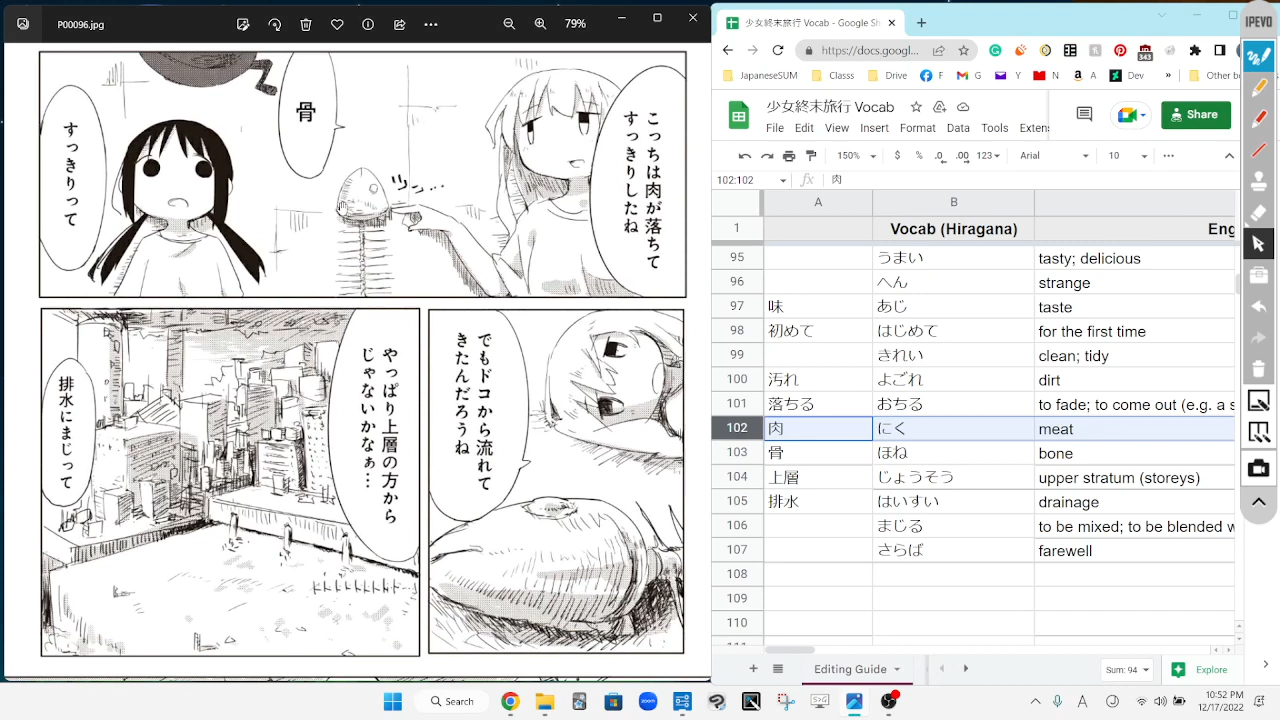 P00096.jpg
79%
こっちは肉が落ちて
すっきりしたね
骨
ツン…
すっきりって
でもドコから流れて
きたんだろうね
やっぱり上層の方から
じゃないかなぁ…
排水にまじって
少女終末旅行 Vocab - Google Sh
https://docs.googl...
JapaneseSUM
Classs
Drive
F
G
Y
N
A
Dev
Other bo
343
少女終末旅行 Vocab
File Edit View Insert Format Data Tools Extens
Share
150% $ % .0 .00 123 Arial 10
102:102 fx 肉
A B
1 Vocab (Hiragana) Eng
95 うまい tasty; delicious
96 へん strange
97 味 あじ taste
98 初めて はじめて for the first time
99 きれい clean; tidy
100 汚れ よごれ dirt
101 落ちる おちる to fade; to come out (e.g. a s
102 肉 にく meat
103 骨 ほね bone
104 上層 じょうそう upper stratum (storeys)
105 排水 はいすい drainage
106 まじる to be mixed; to be blended w
107 さらば farewell
108
109
110
Editing Guide
Sum: 94
Explore
IPEVO
Search
zoom
A
10:52 PM
12/17/2022